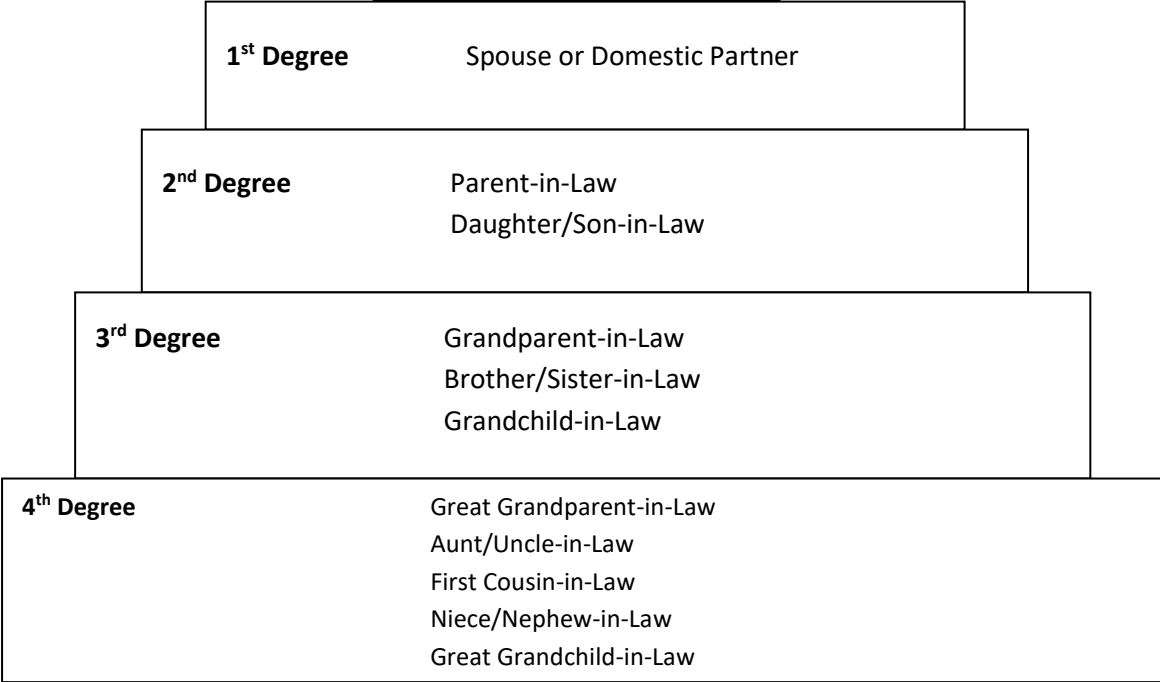 1st Degree Spouse or Domestic Partner
2nd Degree Parent-in-Law
Daughter/Son-in-Law
3rd Degree Grandparent-in-Law
Brother/Sister-in-Law
Grandchild-in-Law
4th Degree Great Grandparent-in-Law
Aunt/Uncle-in-Law
First Cousin-in-Law
Niece/Nephew-in-Law
Great Grandchild-in-Law